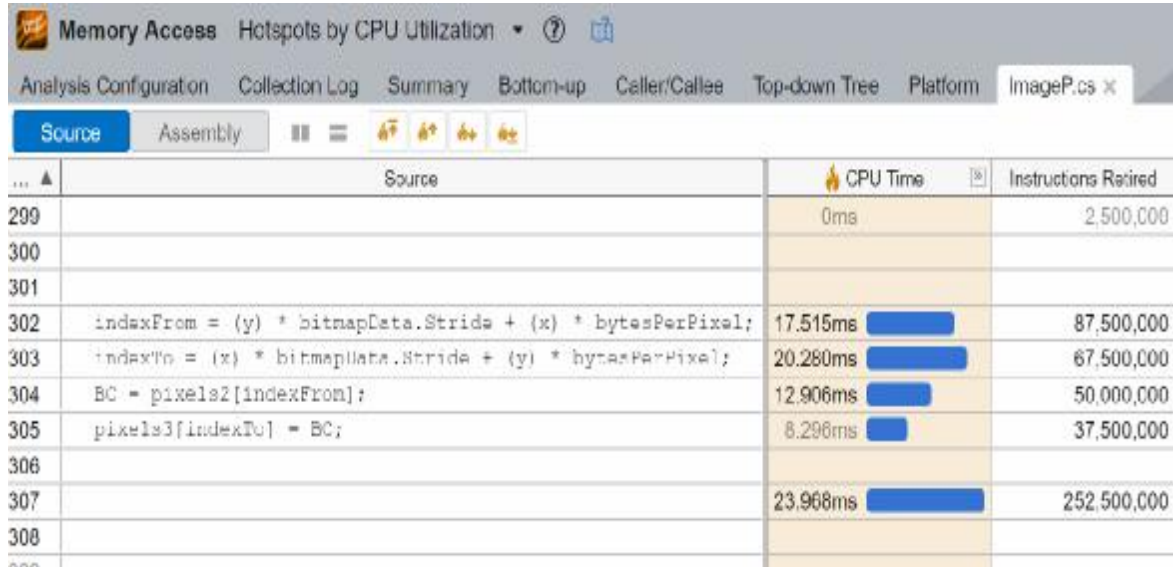 Memory Access Hotspots by CPU Utilization
Analysis Configuration Collection Log Summary Bottom-up Caller/Callee Top-down Tree Platform ImageP.cs ×
Source Assembly
... ▲ Source CPU Time Instructions Retired
299 0ms 2,500,000
300
301
302 indexFrom = (y) * bitmapData.Stride + (x) * bytesPerPixel; 17.515ms 87,500,000
303 indexTo = (x) * bitmapData.Stride + (y) * bytesPerPixel; 20.280ms 67,500,000
304 BC = pixels2[indexFrom]; 12.906ms 50,000,000
305 pixels3[indexTo] = BC; 8.296ms 37,500,000
306
307 23.968ms 252,500,000
308